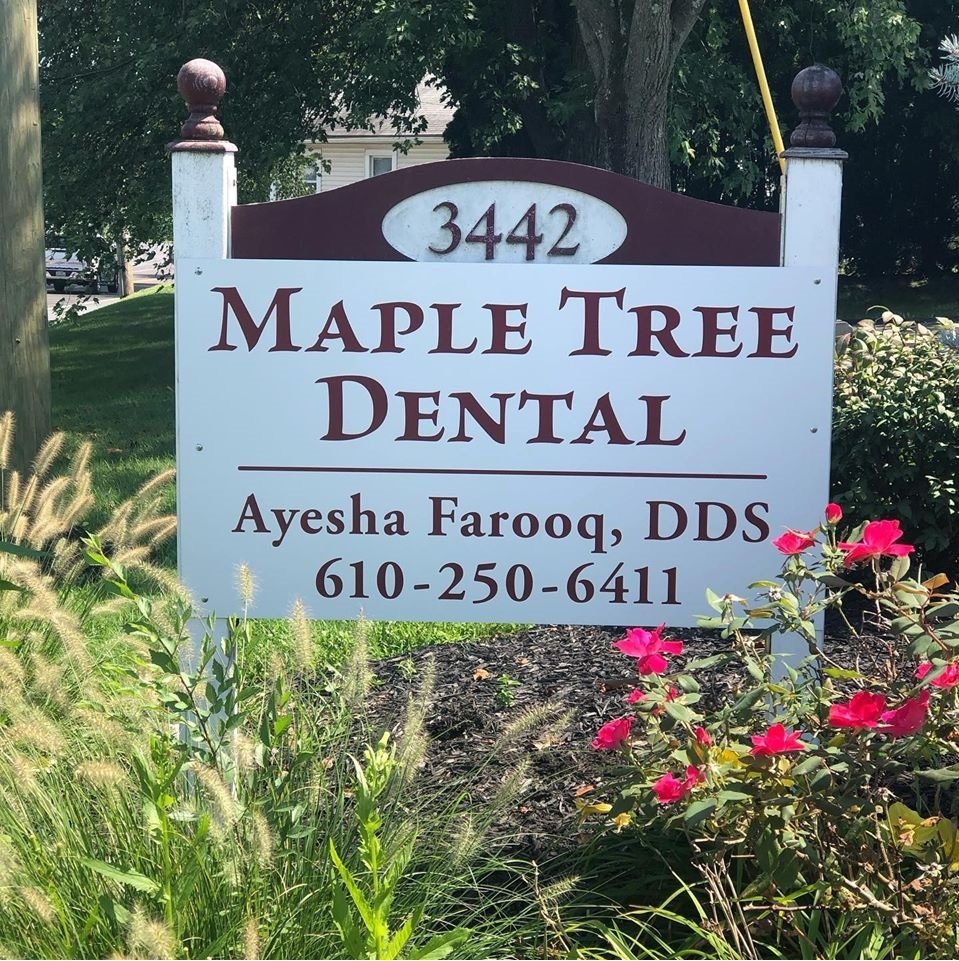 3442
MAPLE TREE
DENTAL
Ayesha Farooq, DDS
610-250-6411